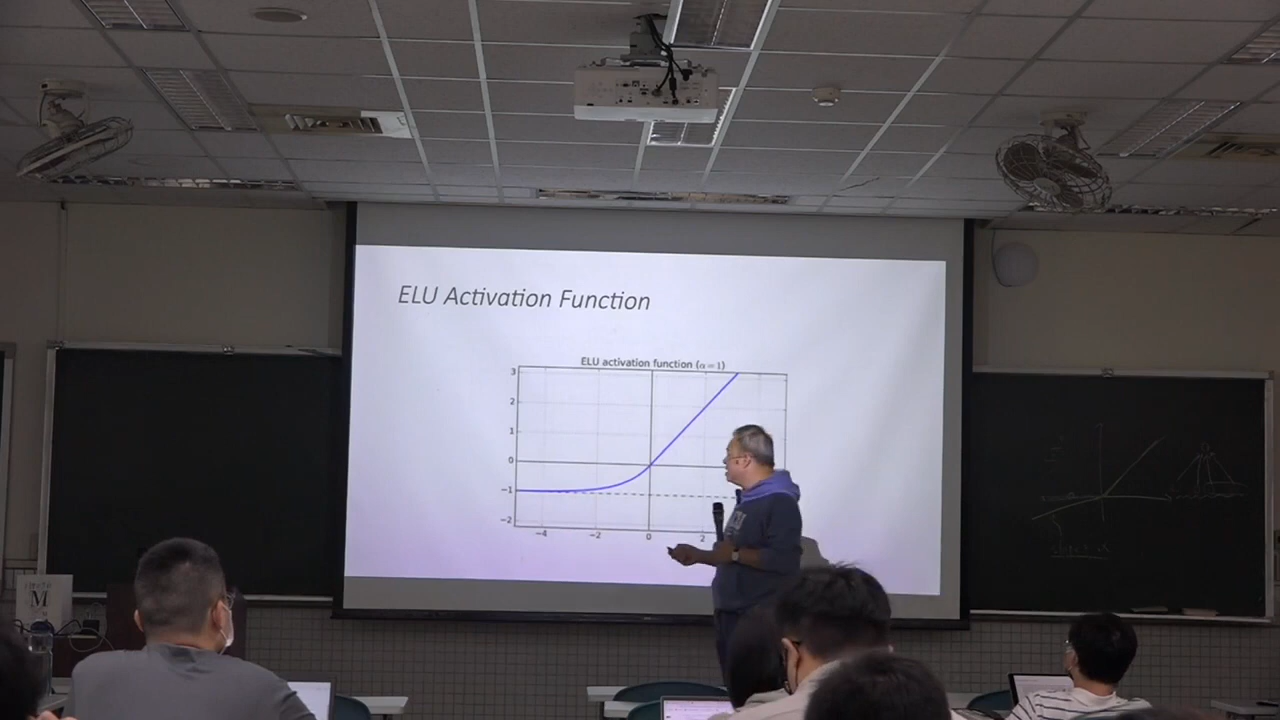 ELU Activation Function
ELU activation function (α = 1)
3
2
1
0
−1
−2
−4 −2 0 2
M